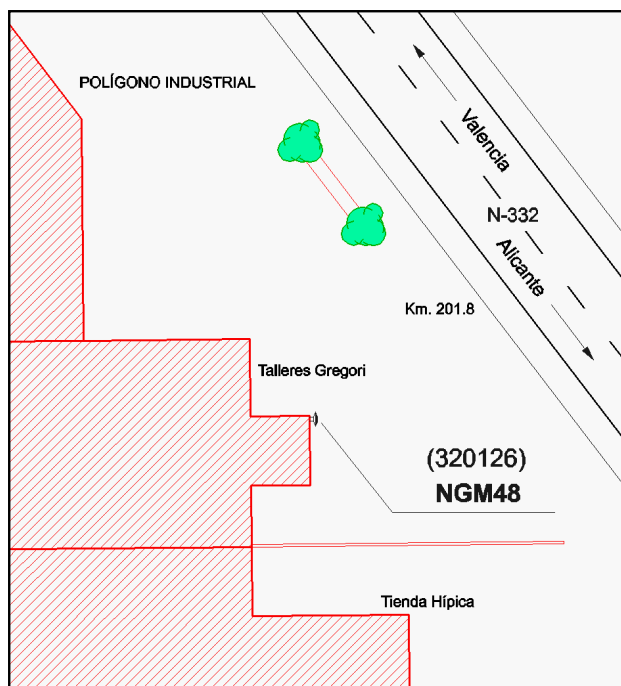 POLÍGONO INDUSTRIAL
Valencia
N-332
Alicante
Km. 201.8
Talleres Gregori
(320126)
NGM48
Tienda Hípica